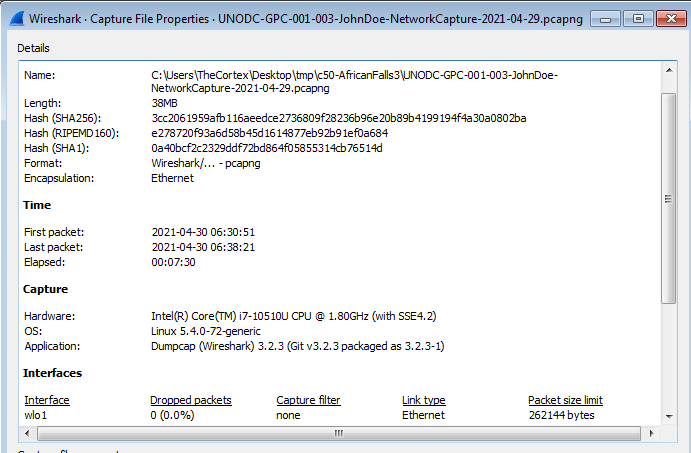 Wireshark · Capture File Properties · UNODC-GPC-001-003-JohnDoe-NetworkCapture-2021-04-29.pcapng
Details
Name: C:\Users\TheCortex\Desktop\tmp\c50-AfricanFalls3\UNODC-GPC-001-003-JohnDoe-
NetworkCapture-2021-04-29.pcapng
Length: 38MB
Hash (SHA256): 3cc2061959afb116aeedce2736809f28236b96e20b89b4199194f4a30a0802ba
Hash (RIPEMD160): e278720f93a6d58b45d1614877eb92b91ef0a684
Hash (SHA1): 0a40bcf2c2329ddf72bd864f05855314cb76514d
Format: Wireshark/... - pcapng
Encapsulation: Ethernet
Time
First packet: 2021-04-30 06:30:51
Last packet: 2021-04-30 06:38:21
Elapsed: 00:07:30
Capture
Hardware: Intel(R) Core(TM) i7-10510U CPU @ 1.80GHz (with SSE4.2)
OS: Linux 5.4.0-72-generic
Application: Dumpcap (Wireshark) 3.2.3 (Git v3.2.3 packaged as 3.2.3-1)
Interfaces
Interface Dropped packets Capture filter Link type Packet size limit
wlo1 0 (0.0%) none Ethernet 262144 bytes